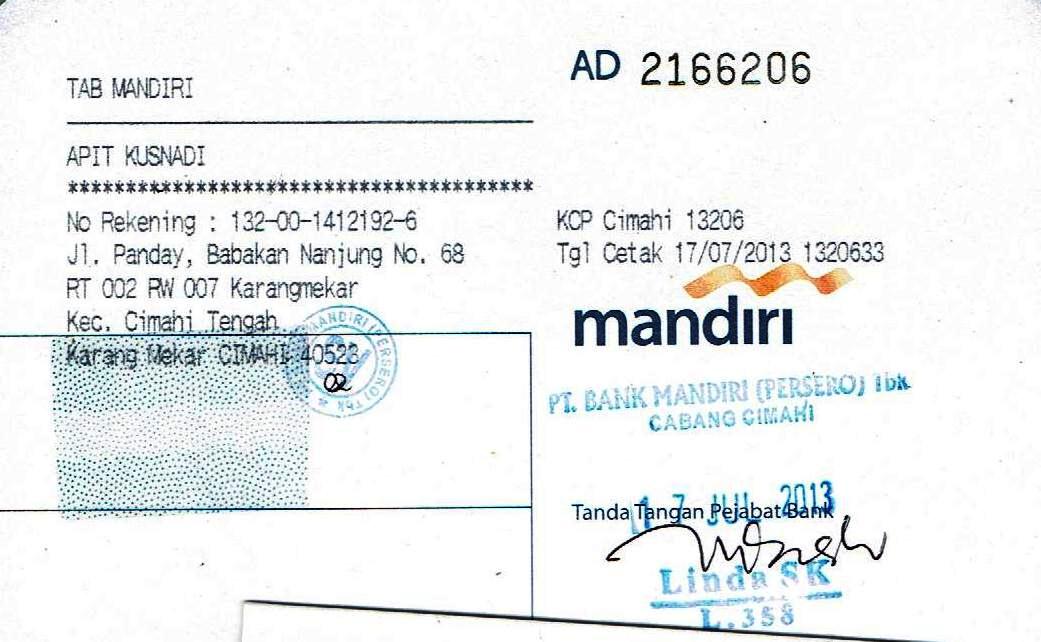 AD 2166206
TAB MANDIRI
APIT KUSNADI
****************************************
No Rekening : 132-00-1412192-6
Jl. Panday, Babakan Nanjung No. 68
RT 002 RW 007 Karangmekar
Kec. Cimahi Tengah
Karang Mekar CIMAHI 40523
02
MANDIRI (PERSERO) Tbk
KCP Cimahi 13206
Tgl Cetak 17/07/2013 1320633
mandiri
PT. BANK MANDIRI (PERSERO) Tbk
CABANG CIMAHI
17 JUL 2013
Tanda Tangan Pejabat Bank
Linda SK
L.358